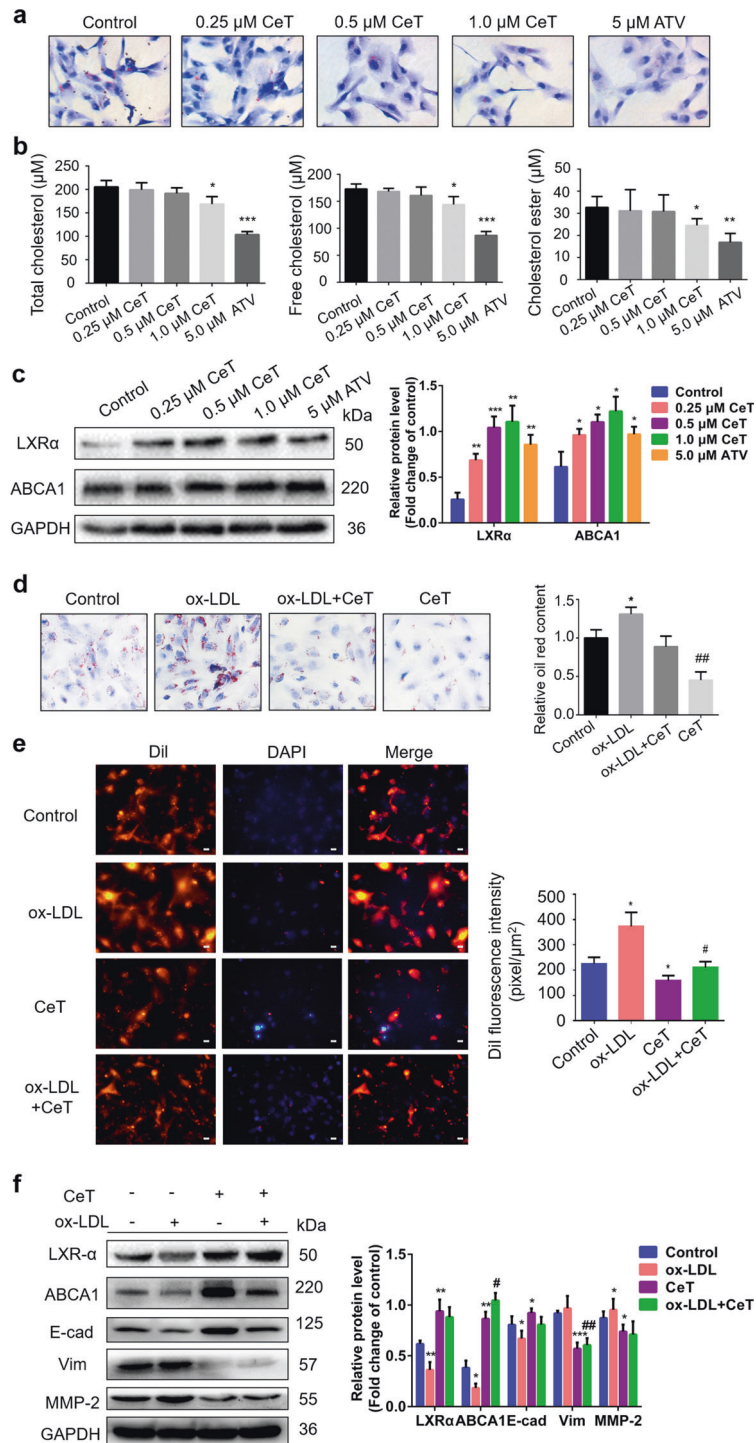 a
Control
0.25 µM CeT
0.5 µM CeT
1.0 µM CeT
5 µM ATV
b
Total cholesterol (µM)
250
200
150
100
50
0
*
***
Control
0.25 µM CeT
0.5 µM CeT
1.0 µM CeT
5.0 µM ATV
Free cholesterol (µM)
250
200
150
100
50
0
*
***
Control
0.25 µM CeT
0.5 µM CeT
1.0 µM CeT
5.0 µM ATV
Cholesterol ester (µM)
60
50
40
30
20
10
0
*
**
Control
0.25 µM CeT
0.5 µM CeT
1.0 µM CeT
5.0 µM ATV
c
Control
0.25 µM CeT
0.5 µM CeT
1.0 µM CeT
5 µM ATV
kDa
LXRα 50
ABCA1 220
GAPDH 36
Relative protein level
(Fold change of control)
1.5
1.0
0.5
0.0
** *** ** **
* * * *
LXRα ABCA1
Control
0.25 µM CeT
0.5 µM CeT
1.0 µM CeT
5.0 µM ATV
d
Control
ox-LDL
ox-LDL+CeT
CeT
Relative oil red content
1.5
1.0
0.5
0.0
*
##
Control
ox-LDL
ox-LDL+CeT
CeT
e
Dil DAPI Merge
Control
ox-LDL
CeT
ox-LDL
+CeT
Dil fluorescence intensity
(pixel/µm²)
500
400
300
200
100
0
*
*
#
Control
ox-LDL
CeT
ox-LDL+CeT
f
CeT - - + +
ox-LDL - + - +
kDa
LXR-α 50
ABCA1 220
E-cad 125
Vim 57
MMP-2 55
GAPDH 36
Relative protein level
(Fold change of control)
1.5
1.0
0.5
0.0
** **
* ** #
* *
*** ##
* *
LXRα ABCA1 E-cad Vim MMP-2
Control
ox-LDL
CeT
ox-LDL+CeT